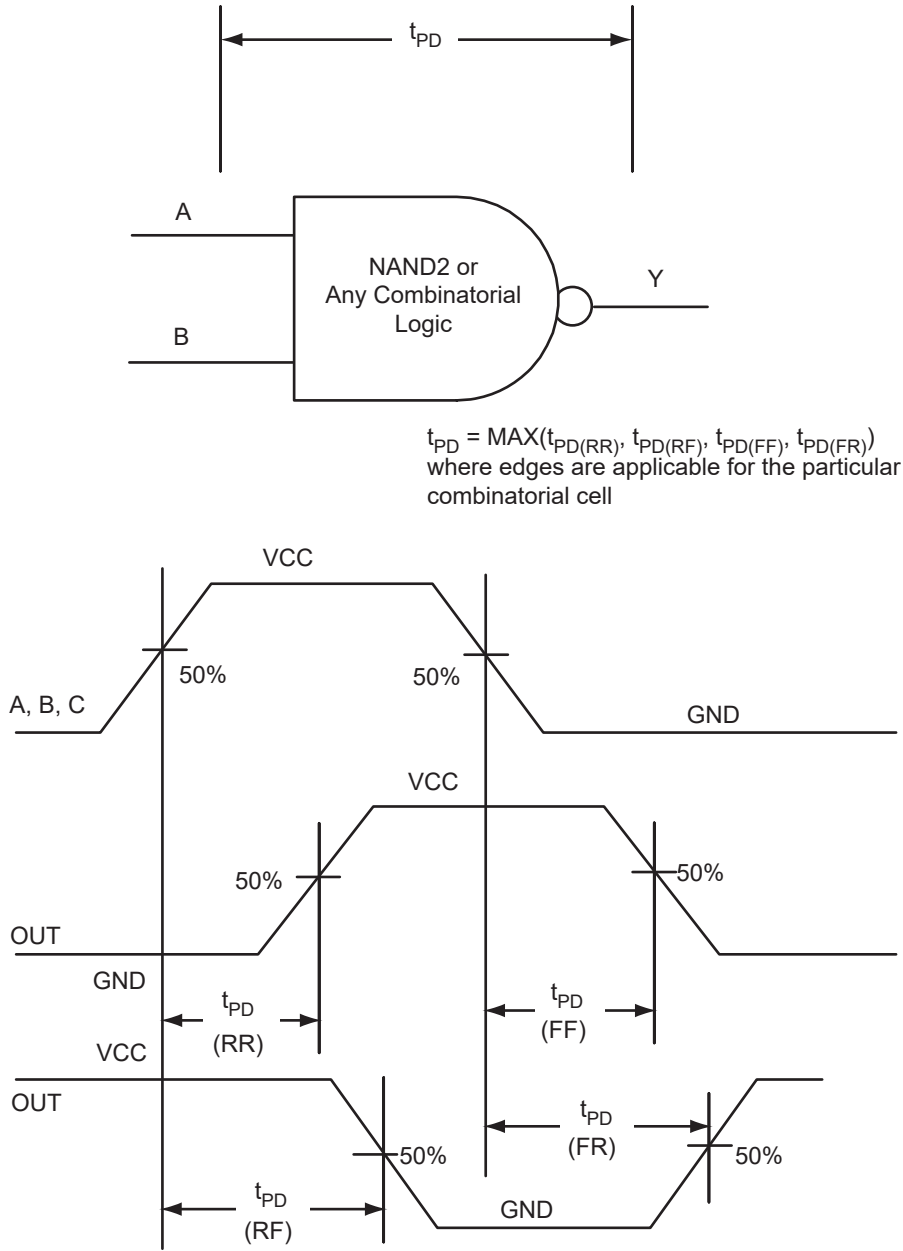 tPD
A
NAND2 or
Any Combinatorial
Logic
Y
B
tPD = MAX(tPD(RR), tPD(RF), tPD(FF), tPD(FR))
where edges are applicable for the particular
combinatorial cell
VCC
50%
50%
A, B, C
GND
VCC
50%
50%
OUT
GND
tPD
(RR)
tPD
(FF)
VCC
OUT
tPD
(FR)
50%
50%
tPD
(RF)
GND